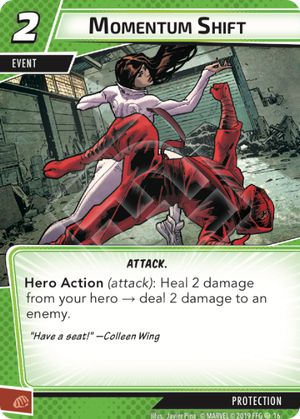 2
MOMENTUM SHIFT
EVENT
ATTACK.
Hero Action (attack): Heal 2 damage
from your hero → deal 2 damage to an
enemy.
"Have a seat!" —Colleen Wing
PROTECTION
Illus. Javier Pina © MARVEL © 2019 FFG 16